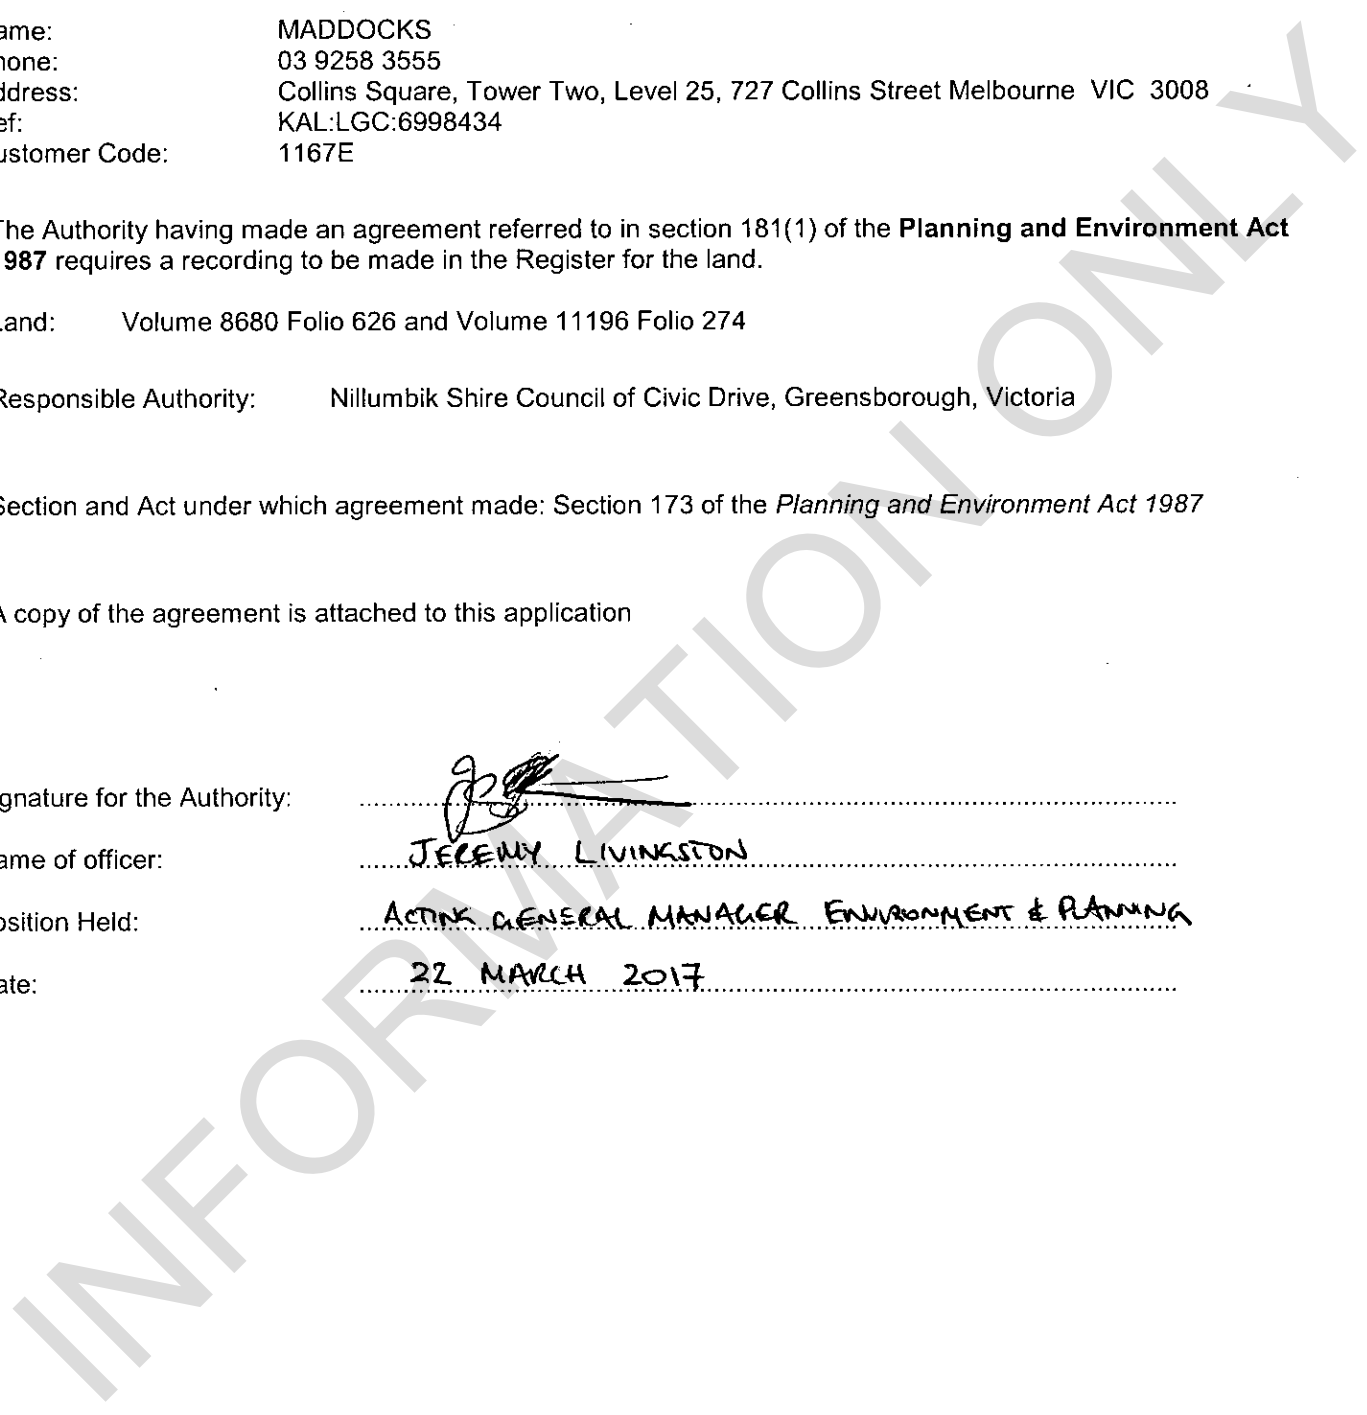 ame: MADDOCKS
hone: 03 9258 3555
ddress: Collins Square, Tower Two, Level 25, 727 Collins Street Melbourne VIC 3008
ef: KAL:LGC:6998434
ustomer Code: 1167E
The Authority having made an agreement referred to in section 181(1) of the Planning and Environment Act
987 requires a recording to be made in the Register for the land.
and: Volume 8680 Folio 626 and Volume 11196 Folio 274
Responsible Authority: Nillumbik Shire Council of Civic Drive, Greensborough, Victoria
Section and Act under which agreement made: Section 173 of the Planning and Environment Act 1987
A copy of the agreement is attached to this application
ignature for the Authority:
ame of officer: JEREMY LIVINGSTON
osition Held: ACTING GENERAL MANAGER ENVIRONMENT & PLANNING
ate: 22 MARCH 2017
INFORMATION ONLY